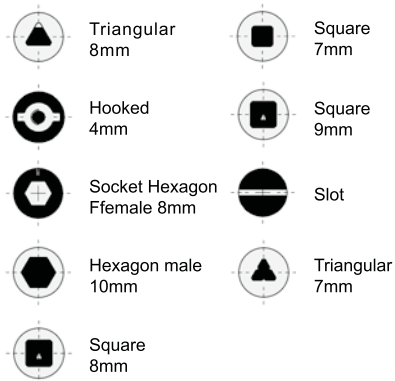 Triangular
8mm
Square
7mm
Hooked
4mm
Square
9mm
Socket Hexagon
Ffemale 8mm
Slot
Hexagon male
10mm
Triangular
7mm
Square
8mm